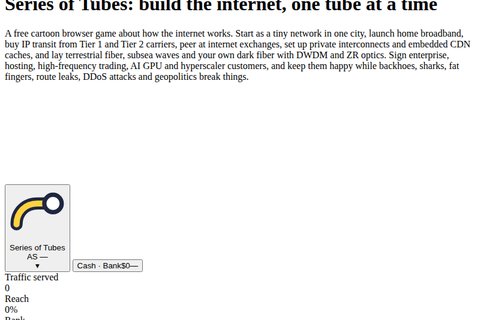 Series of Tubes: build the internet, one tube at a time
A free cartoon browser game about how the internet works. Start as a tiny network in one city, launch home broadband,
buy IP transit from Tier 1 and Tier 2 carriers, peer at internet exchanges, set up private interconnects and embedded CDN
caches, and lay terrestrial fiber, subsea waves and your own dark fiber with DWDM and ZR optics. Sign enterprise,
hosting, high-frequency trading, AI GPU and hyperscaler customers, and keep them happy while backhoes, sharks, fat
fingers, route leaks, DDoS attacks and geopolitics break things.
Series of Tubes
AS —
▾
Cash · Bank$0—
Traffic served
0
Reach
0%
Rank